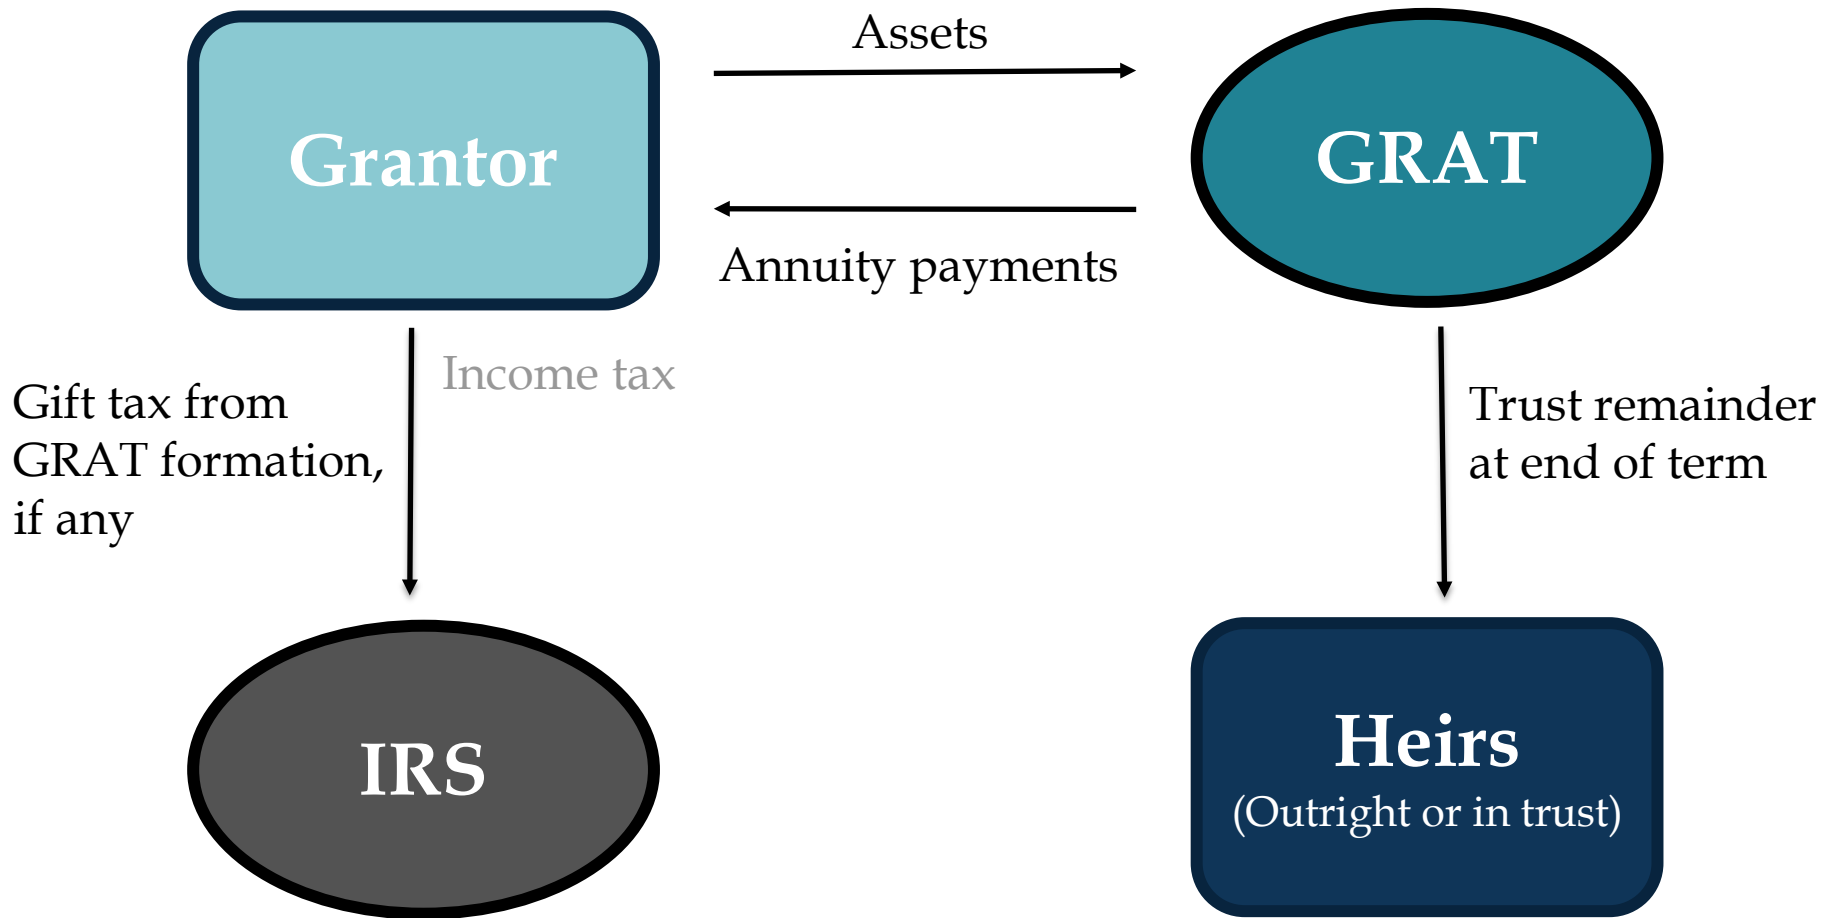 Assets
Grantor
GRAT
Annuity payments
Income tax
Gift tax from
GRAT formation,
if any
Trust remainder
at end of term
IRS
Heirs
(Outright or in trust)